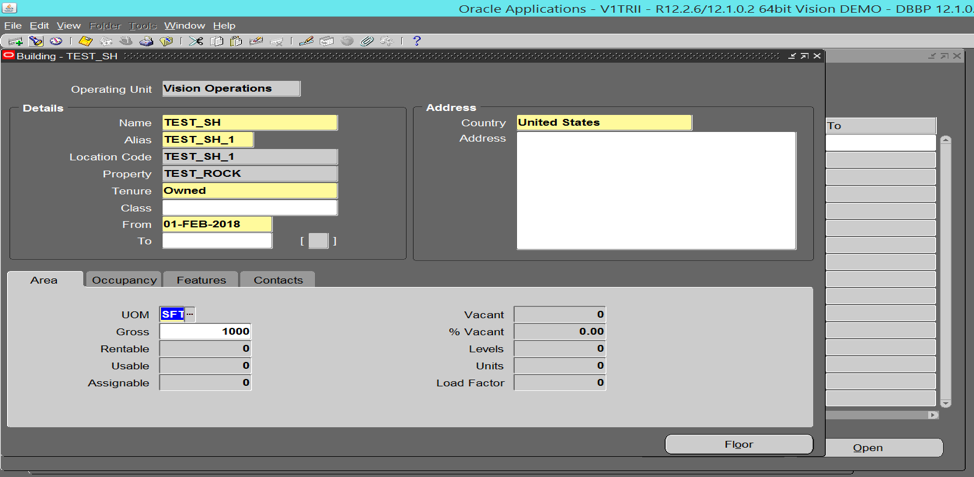 Oracle Applications - V1TRII - R12.2.6/12.1.0.2 64bit Vision DEMO - DBBP 12.1.0.
File Edit View Folder Tools Window Help
Building - TEST_SH
Operating Unit Vision Operations
Details
Name TEST_SH
Alias TEST_SH_1
Location Code TEST_SH_1
Property TEST_ROCK
Tenure Owned
Class
From 01-FEB-2018
To [ ]
Address
Country United States
Address
To
Area Occupancy Features Contacts
UOM SFT ...
Gross 1000
Rentable 0
Usable 0
Assignable 0
Vacant 0
% Vacant 0.00
Levels 0
Units 0
Load Factor 0
Floor
Open